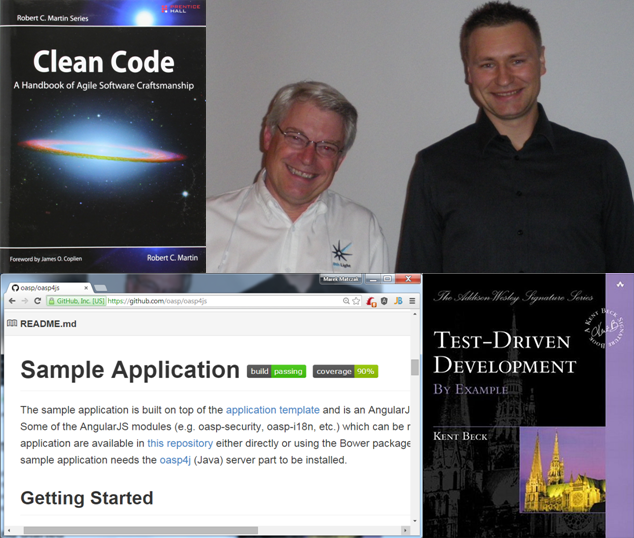 Robert C. Martin Series
PRENTICE
HALL
Clean Code
A Handbook of Agile Software Craftsmanship
Foreword by James O. Coplien
Robert C. Martin
oasp/oasp4js
GitHub, Inc. [US] https://github.com/oasp/oasp4js
README.md
Sample Application build passing coverage 90%
The sample application is built on top of the application template and is an AngularJ
Some of the AngularJS modules (e.g. oasp-security, oasp-i18n, etc.) which can be r
application are available in this repository either directly or using the Bower package
sample application needs the oasp4j (Java) server part to be installed.
Getting Started
The Addison Wesley Signature Series
A KENT BECK
SIGNATURE BOOK
TEST-DRIVEN
DEVELOPMENT
BY EXAMPLE
KENT BECK